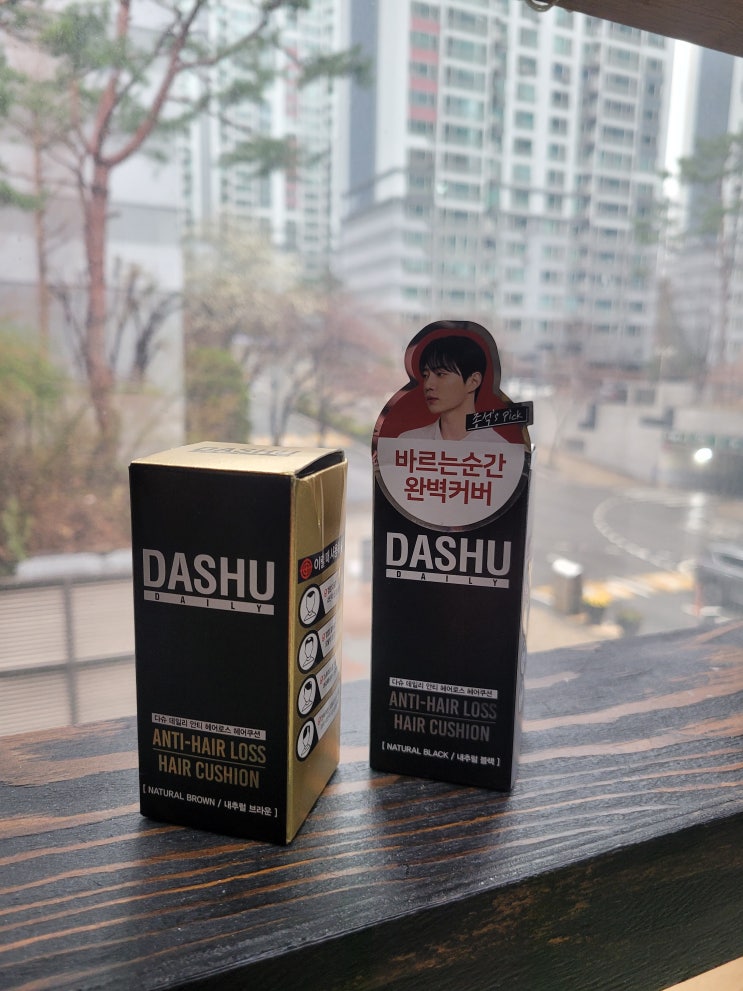 DASHU
DAILY
다슈 데일리 안티 헤어로스 헤어쿠션
ANTI-HAIR LOSS
HAIR CUSHION
[ NATURAL BROWN / 내추럴 브라운 ]
종석's Pick
바르는순간
완벽커버
DASHU
DAILY
다슈 데일리 안티 헤어로스 헤어쿠션
ANTI-HAIR LOSS
HAIR CUSHION
[ NATURAL BLACK / 내추럴 블랙 ]